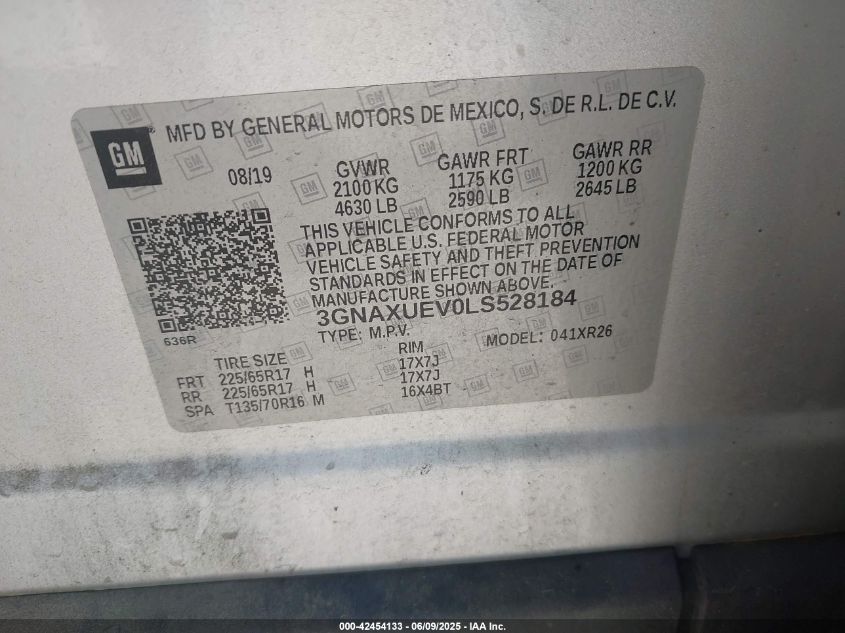 GM
MFD BY GENERAL MOTORS DE MEXICO, S. DE R.L. DE C.V.
08/19 GVWR GAWR FRT GAWR RR
2100 KG 1175 KG 1200 KG
4630 LB 2590 LB 2645 LB
THIS VEHICLE CONFORMS TO ALL
APPLICABLE U.S. FEDERAL MOTOR
VEHICLE SAFETY AND THEFT PREVENTION
STANDARDS IN EFFECT ON THE DATE OF
MANUFACTURE SHOWN ABOVE.
3GNAXUEV0LS528184
636R
TYPE: M.P.V. MODEL: 041XR26
TIRE SIZE RIM
FRT 225/65R17 H 17X7J
RR 225/65R17 H 17X7J
SPA T135/70R16 M 16X4BT
000-42454133 - 06/09/2025 - IAA Inc.